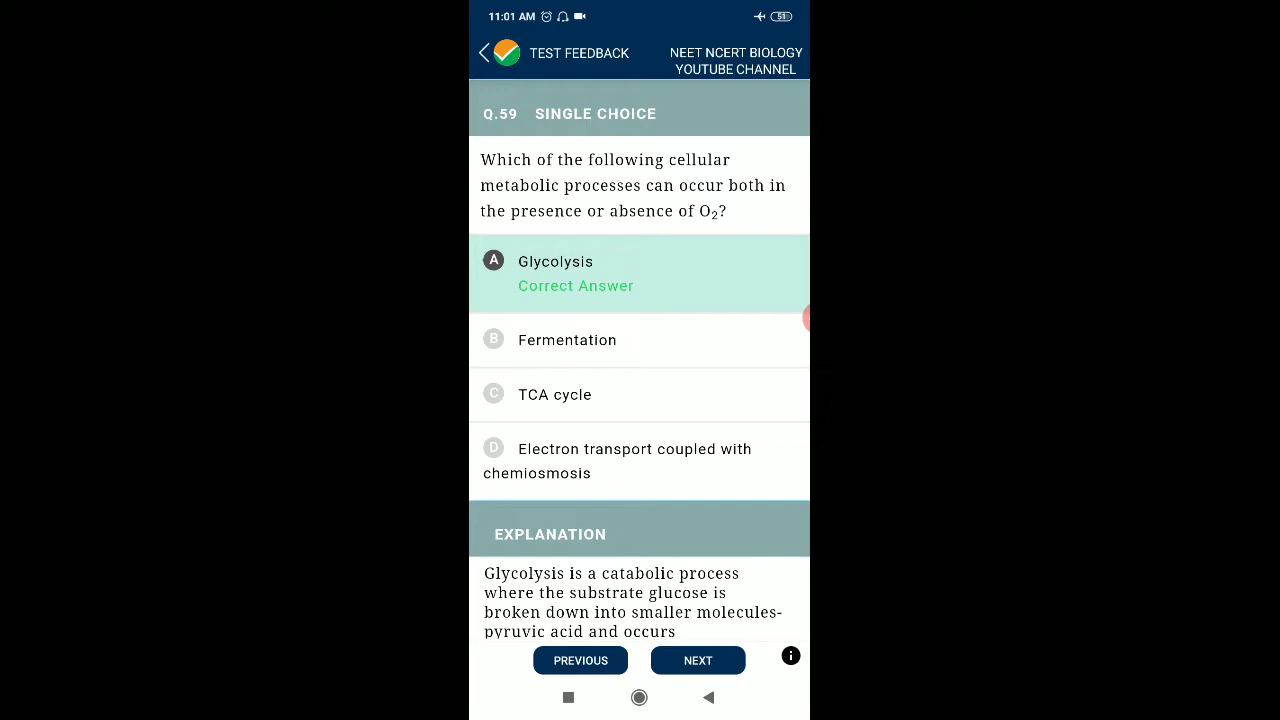 11:01 AM
51
TEST FEEDBACK
NEET NCERT BIOLOGY
YOUTUBE CHANNEL
Q.59 SINGLE CHOICE
Which of the following cellular
metabolic processes can occur both in
the presence or absence of O₂?
A Glycolysis
Correct Answer
B Fermentation
C TCA cycle
D Electron transport coupled with
chemiosmosis
EXPLANATION
Glycolysis is a catabolic process
where the substrate glucose is
broken down into smaller molecules-
pyruvic acid and occurs
PREVIOUS
NEXT